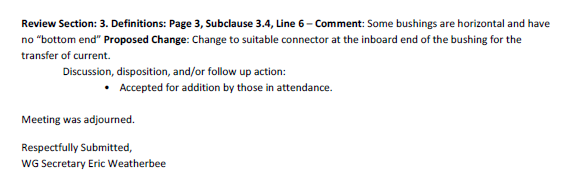 Review Section: 3. Definitions: Page 3, Subclause 3.4, Line 6 – Comment: Some bushings are horizontal and have
no "bottom end" Proposed Change: Change to suitable connector at the inboard end of the bushing for the
transfer of current.
Discussion, disposition, and/or follow up action:
• Accepted for addition by those in attendance.
Meeting was adjourned.
Respectfully Submitted,
WG Secretary Eric Weatherbee